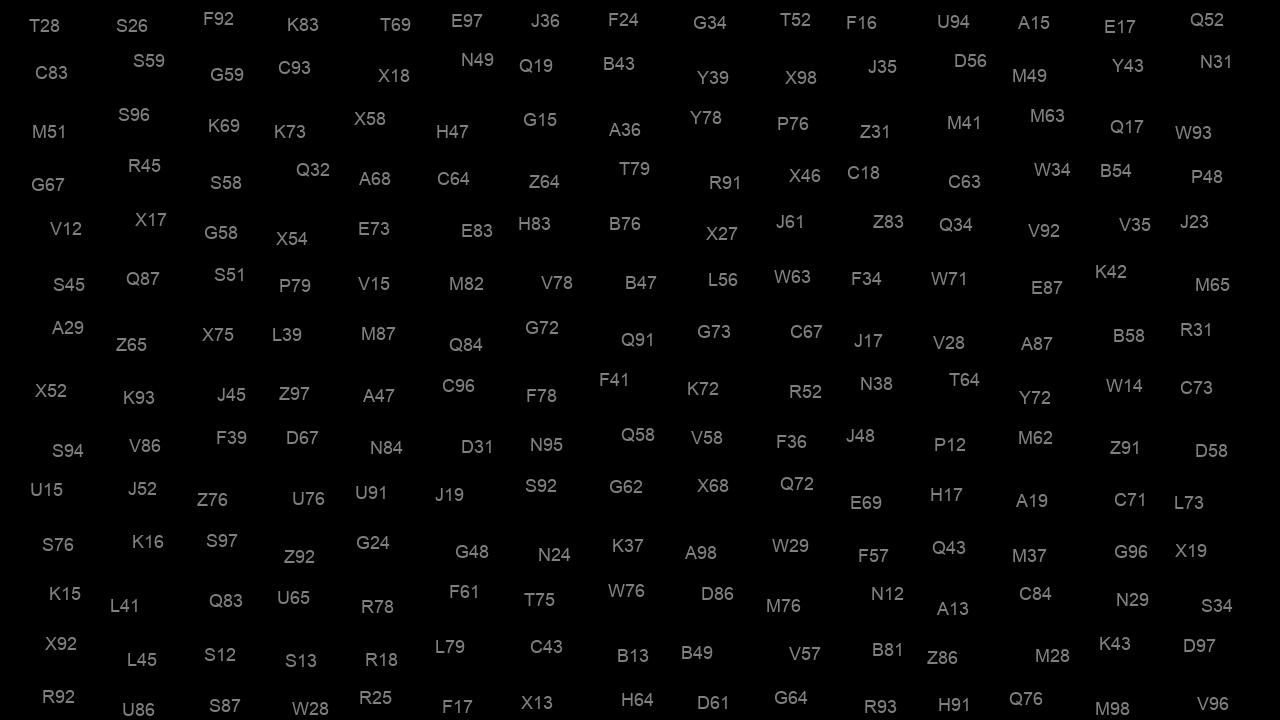 T28 S26 F92 K83 T69 E97 J36 F24 G34 T52 F16 U94 A15 E17 Q52
C83 S59 G59 C93 X18 N49 Q19 B43 Y39 X98 J35 D56 M49 Y43 N31
M51 S96 K69 K73 X58 H47 G15 A36 Y78 P76 Z31 M41 M63 Q17 W93
G67 R45 S58 Q32 A68 C64 Z64 T79 R91 X46 C18 C63 W34 B54 P48
V12 X17 G58 X54 E73 E83 H83 B76 X27 J61 Z83 Q34 V92 V35 J23
S45 Q87 S51 P79 V15 M82 V78 B47 L56 W63 F34 W71 E87 K42 M65
A29 Z65 X75 L39 M87 Q84 G72 Q91 G73 C67 J17 V28 A87 B58 R31
X52 K93 J45 Z97 A47 C96 F78 F41 K72 R52 N38 T64 Y72 W14 C73
S94 V86 F39 D67 N84 D31 N95 Q58 V58 F36 J48 P12 M62 Z91 D58
U15 J52 Z76 U76 U91 J19 S92 G62 X68 Q72 E69 H17 A19 C71 L73
S76 K16 S97 Z92 G24 G48 N24 K37 A98 W29 F57 Q43 M37 G96 X19
K15 L41 Q83 U65 R78 F61 T75 W76 D86 M76 N12 A13 C84 N29 S34
X92 L45 S12 S13 R18 L79 C43 B13 B49 V57 B81 Z86 M28 K43 D97
R92 U86 S87 W28 R25 F17 X13 H64 D61 G64 R93 H91 Q76 M98 V96